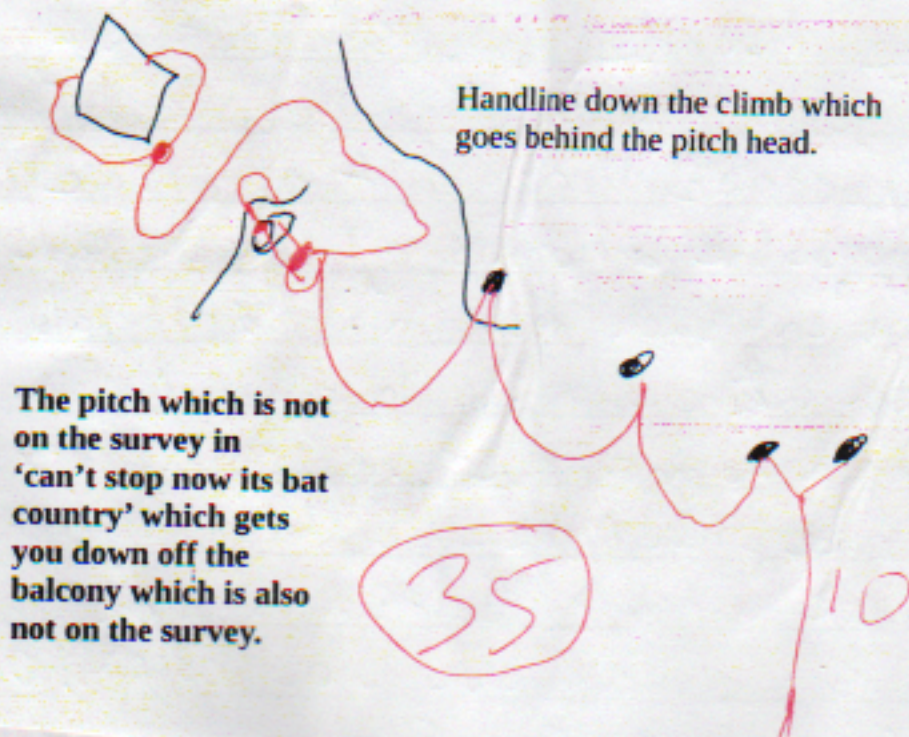 Handline down the climb which
goes behind the pitch head.
The pitch which is not
on the survey in
‘can’t stop now its bat
country’ which gets
you down off the
balcony which is also
not on the survey.
35
10